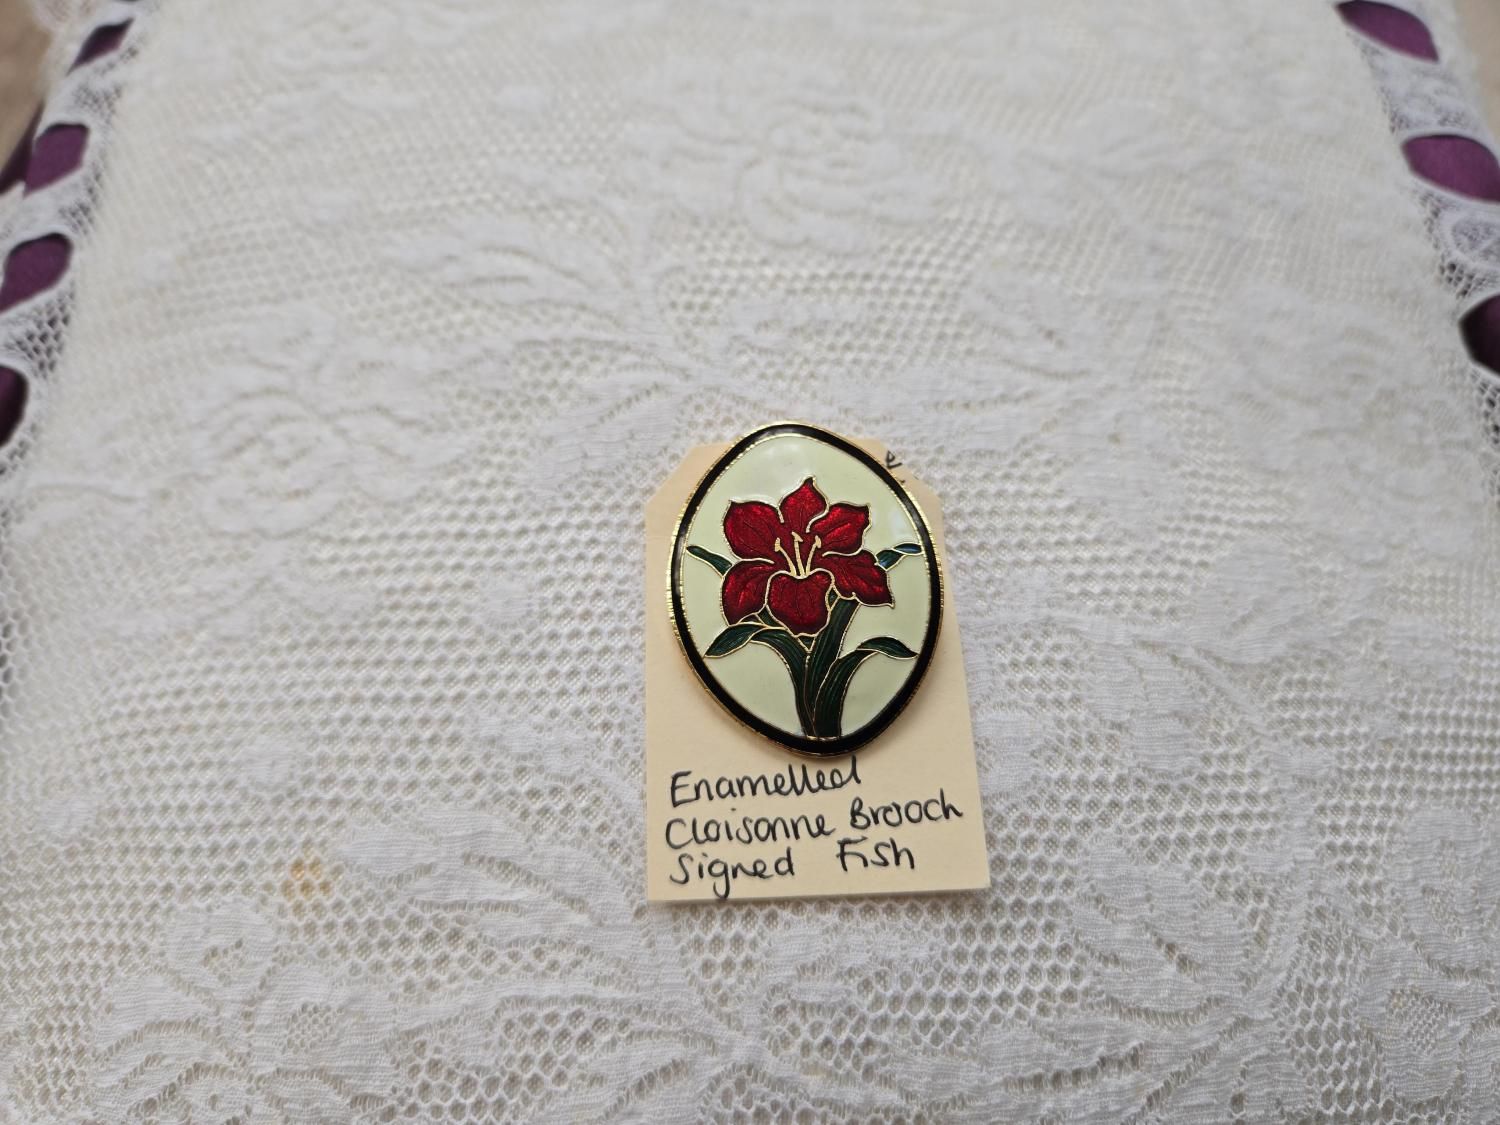 Enamelled
Cloisonne Brooch
Signed Fish